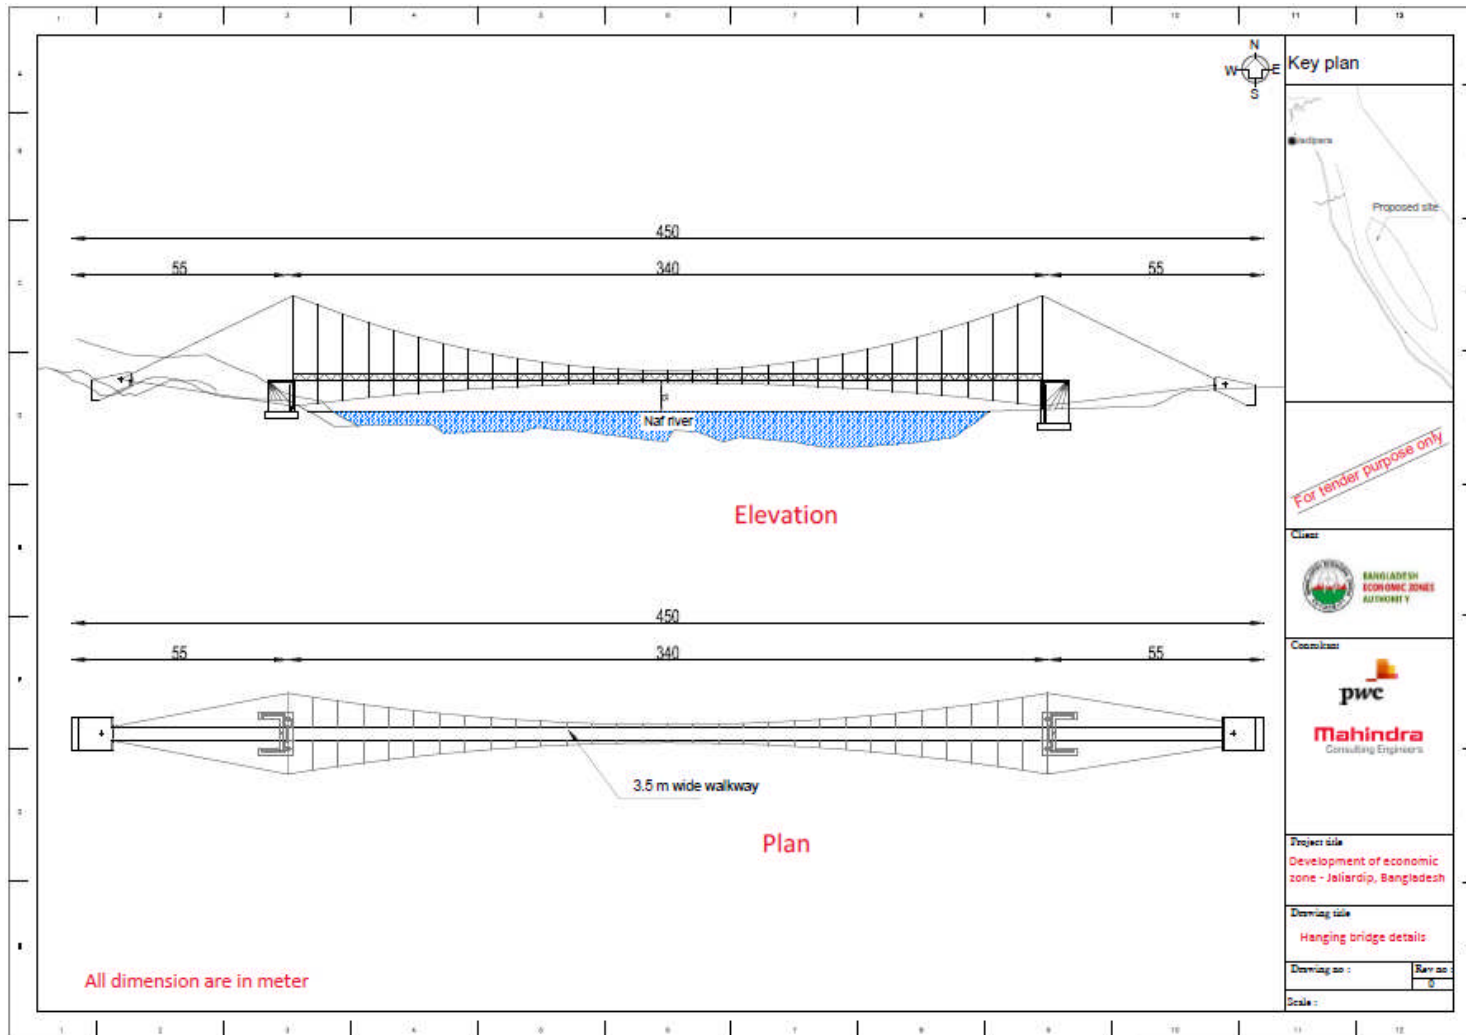 N
W E
S
Key plan
Proposed site
450
55 340 55
Naf river
Elevation
For tender purpose only
Client
BANGLADESH
ECONOMIC ZONES
AUTHORITY
450
55 340 55
3.5 m wide walkway
Plan
Consultant
pwc
Mahindra
Consulting Engineers
Project title
Development of economic
zone - Jaliardip, Bangladesh
Drawing title
Hanging bridge details
Drawing no :
Rev no :
0
Scale :
All dimension are in meter